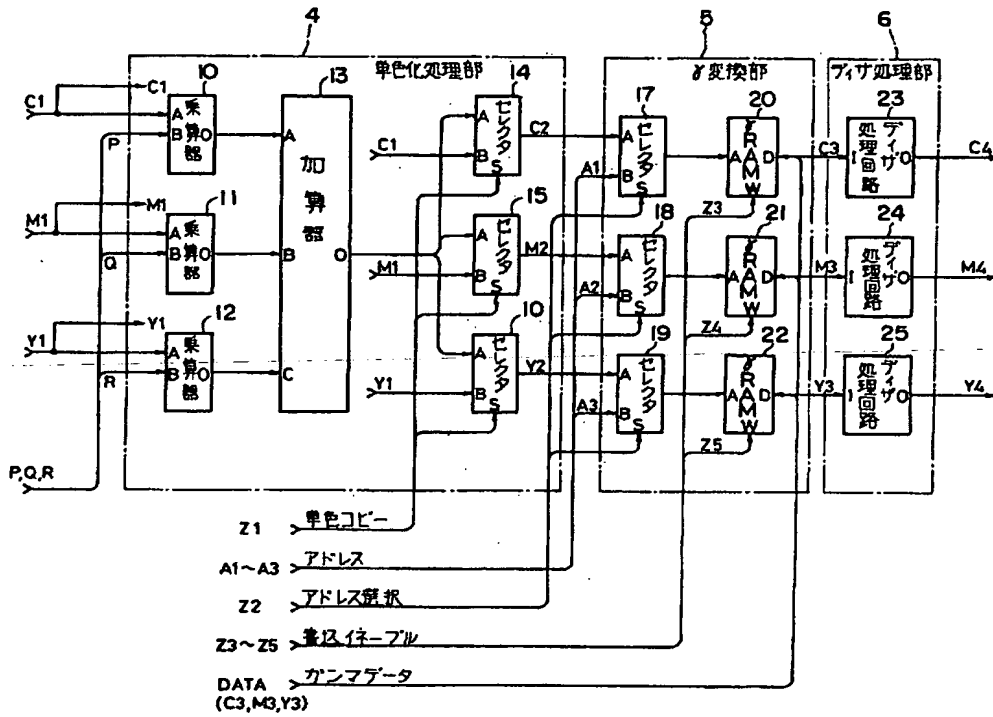 4
5
6
単色化処理部
γ変換部
ディザ処理部
C1
C1
10
乗算器
A
B
O
P
M1
M1
11
乗算器
A
B
O
Q
Y1
Y1
12
乗算器
A
B
O
R
P,Q,R
13
加算器
A
B
C
O
14
セレクタ
A
B
S
C1
C2
15
セレクタ
A
B
S
M1
M2
10
セレクタ
A
B
S
Y1
Y2
17
セレクタ
A
B
S
A1
18
セレクタ
A
B
S
A2
19
セレクタ
A
B
S
A3
20
γRAM
A
D
W
Z3
21
γRAM
A
D
W
Z4
22
γRAM
A
D
W
Z5
C3
23
ディザ処理回路
I
O
C4
M3
24
ディザ処理回路
I
O
M4
Y3
25
ディザ処理回路
I
O
Y4
Z1 単色コピー
A1~A3 アドレス
Z2 アドレス選択
Z3~Z5 書込イネーブル
DATA ガンマデータ
(C3,M3,Y3)